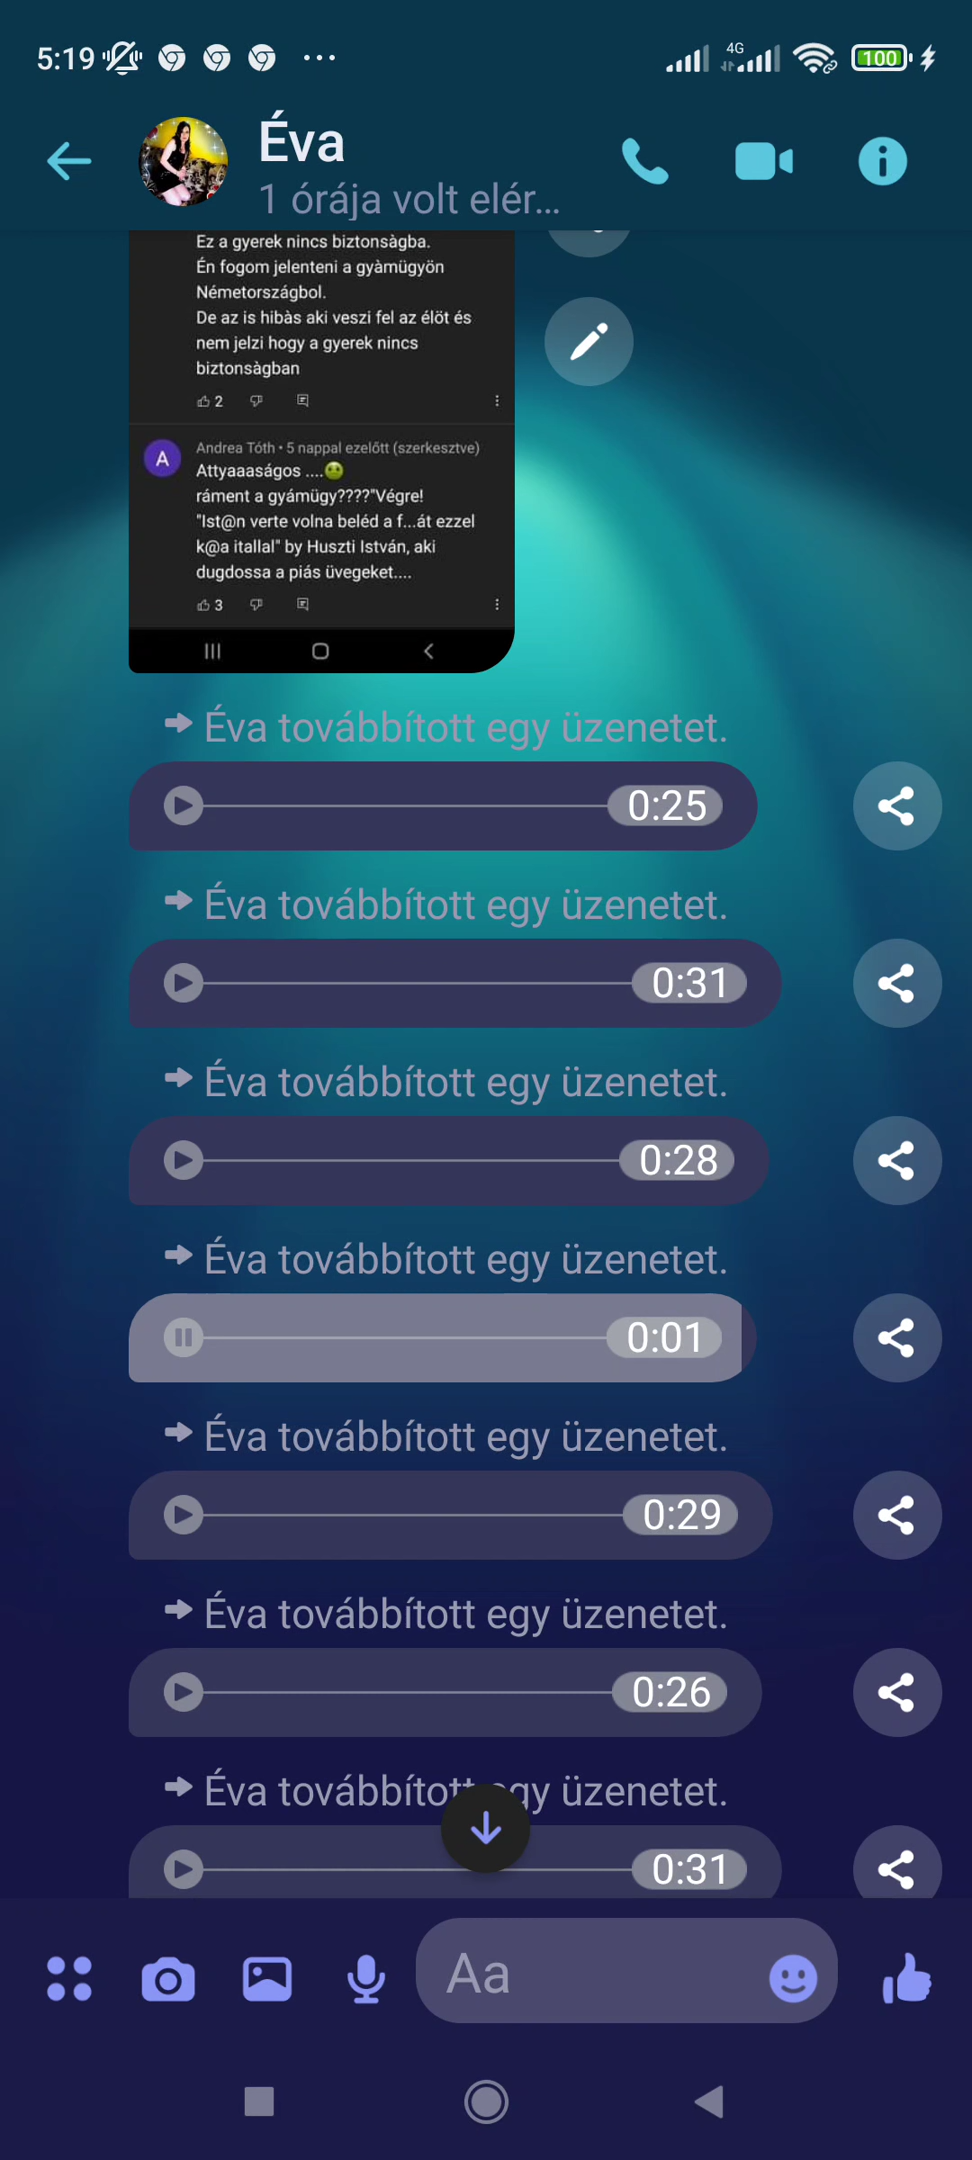 5:19
4G
100
Éva
1 órája volt elér...
Ez a gyerek nincs biztonsàgba.
Én fogom jelenteni a gyàmügyön
Németországbol.
De az is hibàs aki veszi fel az élöt és
nem jelzi hogy a gyerek nincs
biztonsàgban
2
A
Andrea Tóth • 5 nappal ezelőtt (szerkesztve)
Attyaaaságos ....
ráment a gyámügy????"Végre!
"Ist@n verte volna beléd a f...át ezzel
k@a itallal" by Huszti István, aki
dugdossa a piás üvegeket....
3
Éva továbbított egy üzenetet.
0:25
Éva továbbított egy üzenetet.
0:31
Éva továbbított egy üzenetet.
0:28
Éva továbbított egy üzenetet.
0:01
Éva továbbított egy üzenetet.
0:29
Éva továbbított egy üzenetet.
0:26
Éva továbbított egy üzenetet.
0:31
Aa